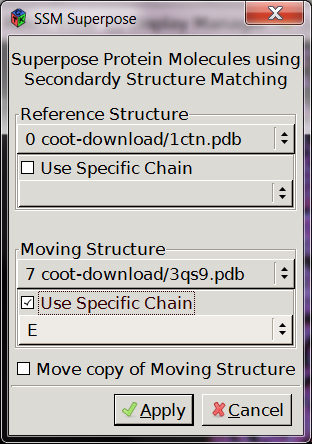 SSM Superpose
Superpose Protein Molecules using
Secondardy Structure Matching
Reference Structure
0 coot-download/1ctn.pdb
Use Specific Chain
Moving Structure
7 coot-download/3qs9.pdb
Use Specific Chain
E
Move copy of Moving Structure
Apply Cancel